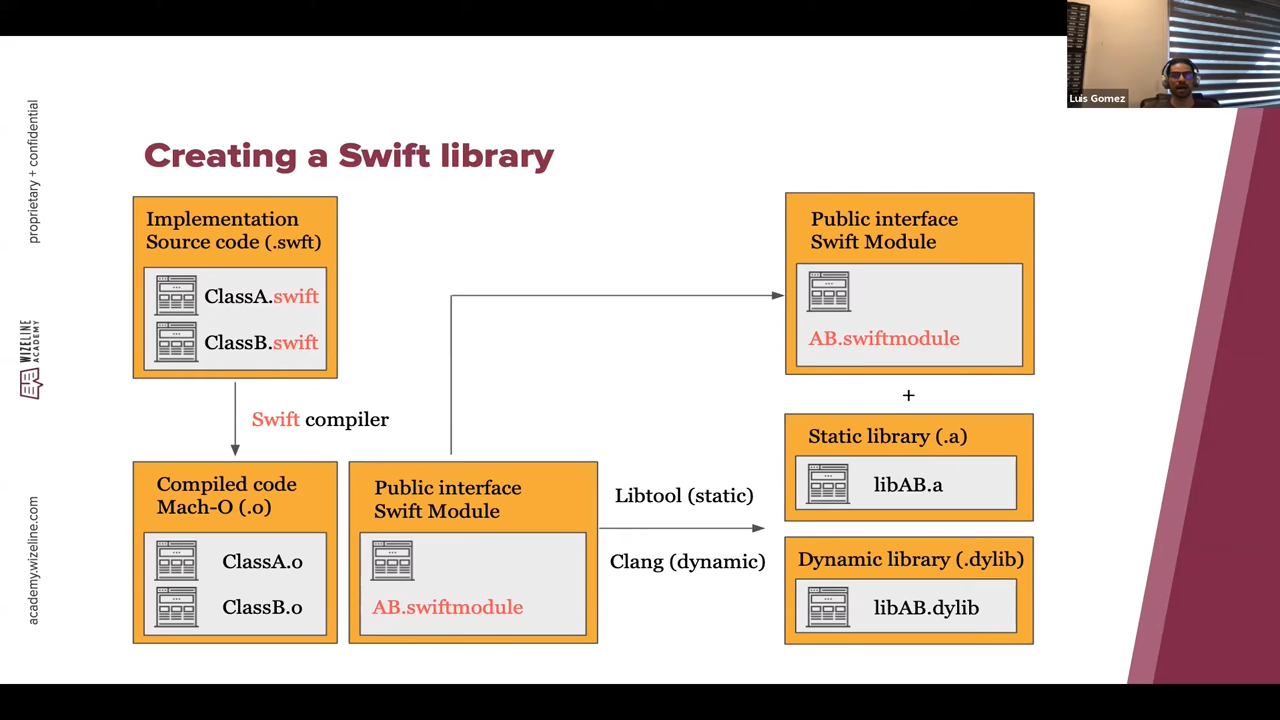 Luis Gomez
proprietary + confidential
WIZELINE
ACADEMY
academy.wizeline.com
Creating a Swift library
Implementation
Source code (.swft)
ClassA.swift
ClassB.swift
Swift compiler
Compiled code
Mach-O (.o)
ClassA.o
ClassB.o
Public interface
Swift Module
AB.swiftmodule
Libtool (static)
Clang (dynamic)
Public interface
Swift Module
AB.swiftmodule
+
Static library (.a)
libAB.a
Dynamic library (.dylib)
libAB.dylib